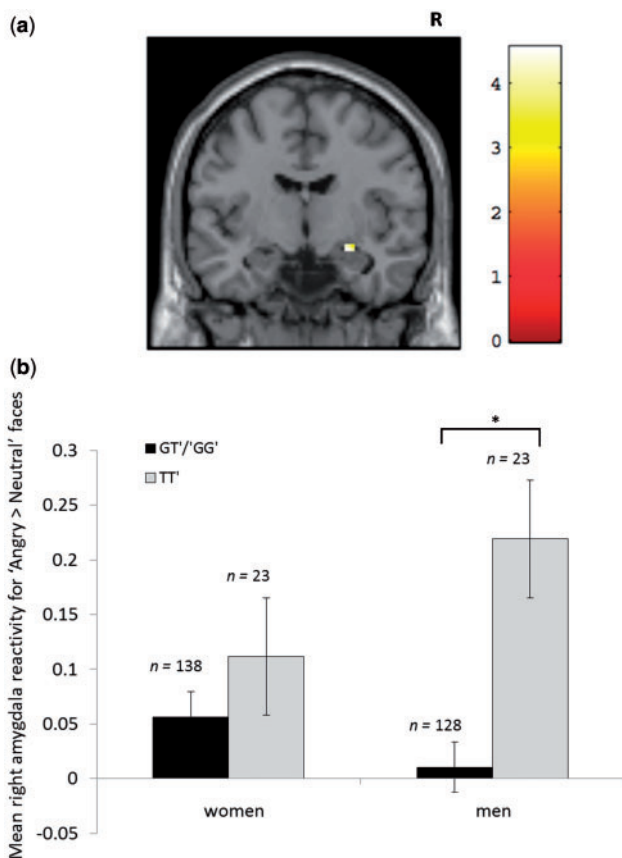 (a)
R
4
3
2
1
0
(b)
Mean right amygdala reactivity for 'Angry > Neutral' faces
0.3
0.25
0.2
0.15
0.1
0.05
0
-0.05
GT'/'GG'
TT'
*
n = 138
n = 23
n = 128
n = 23
women
men